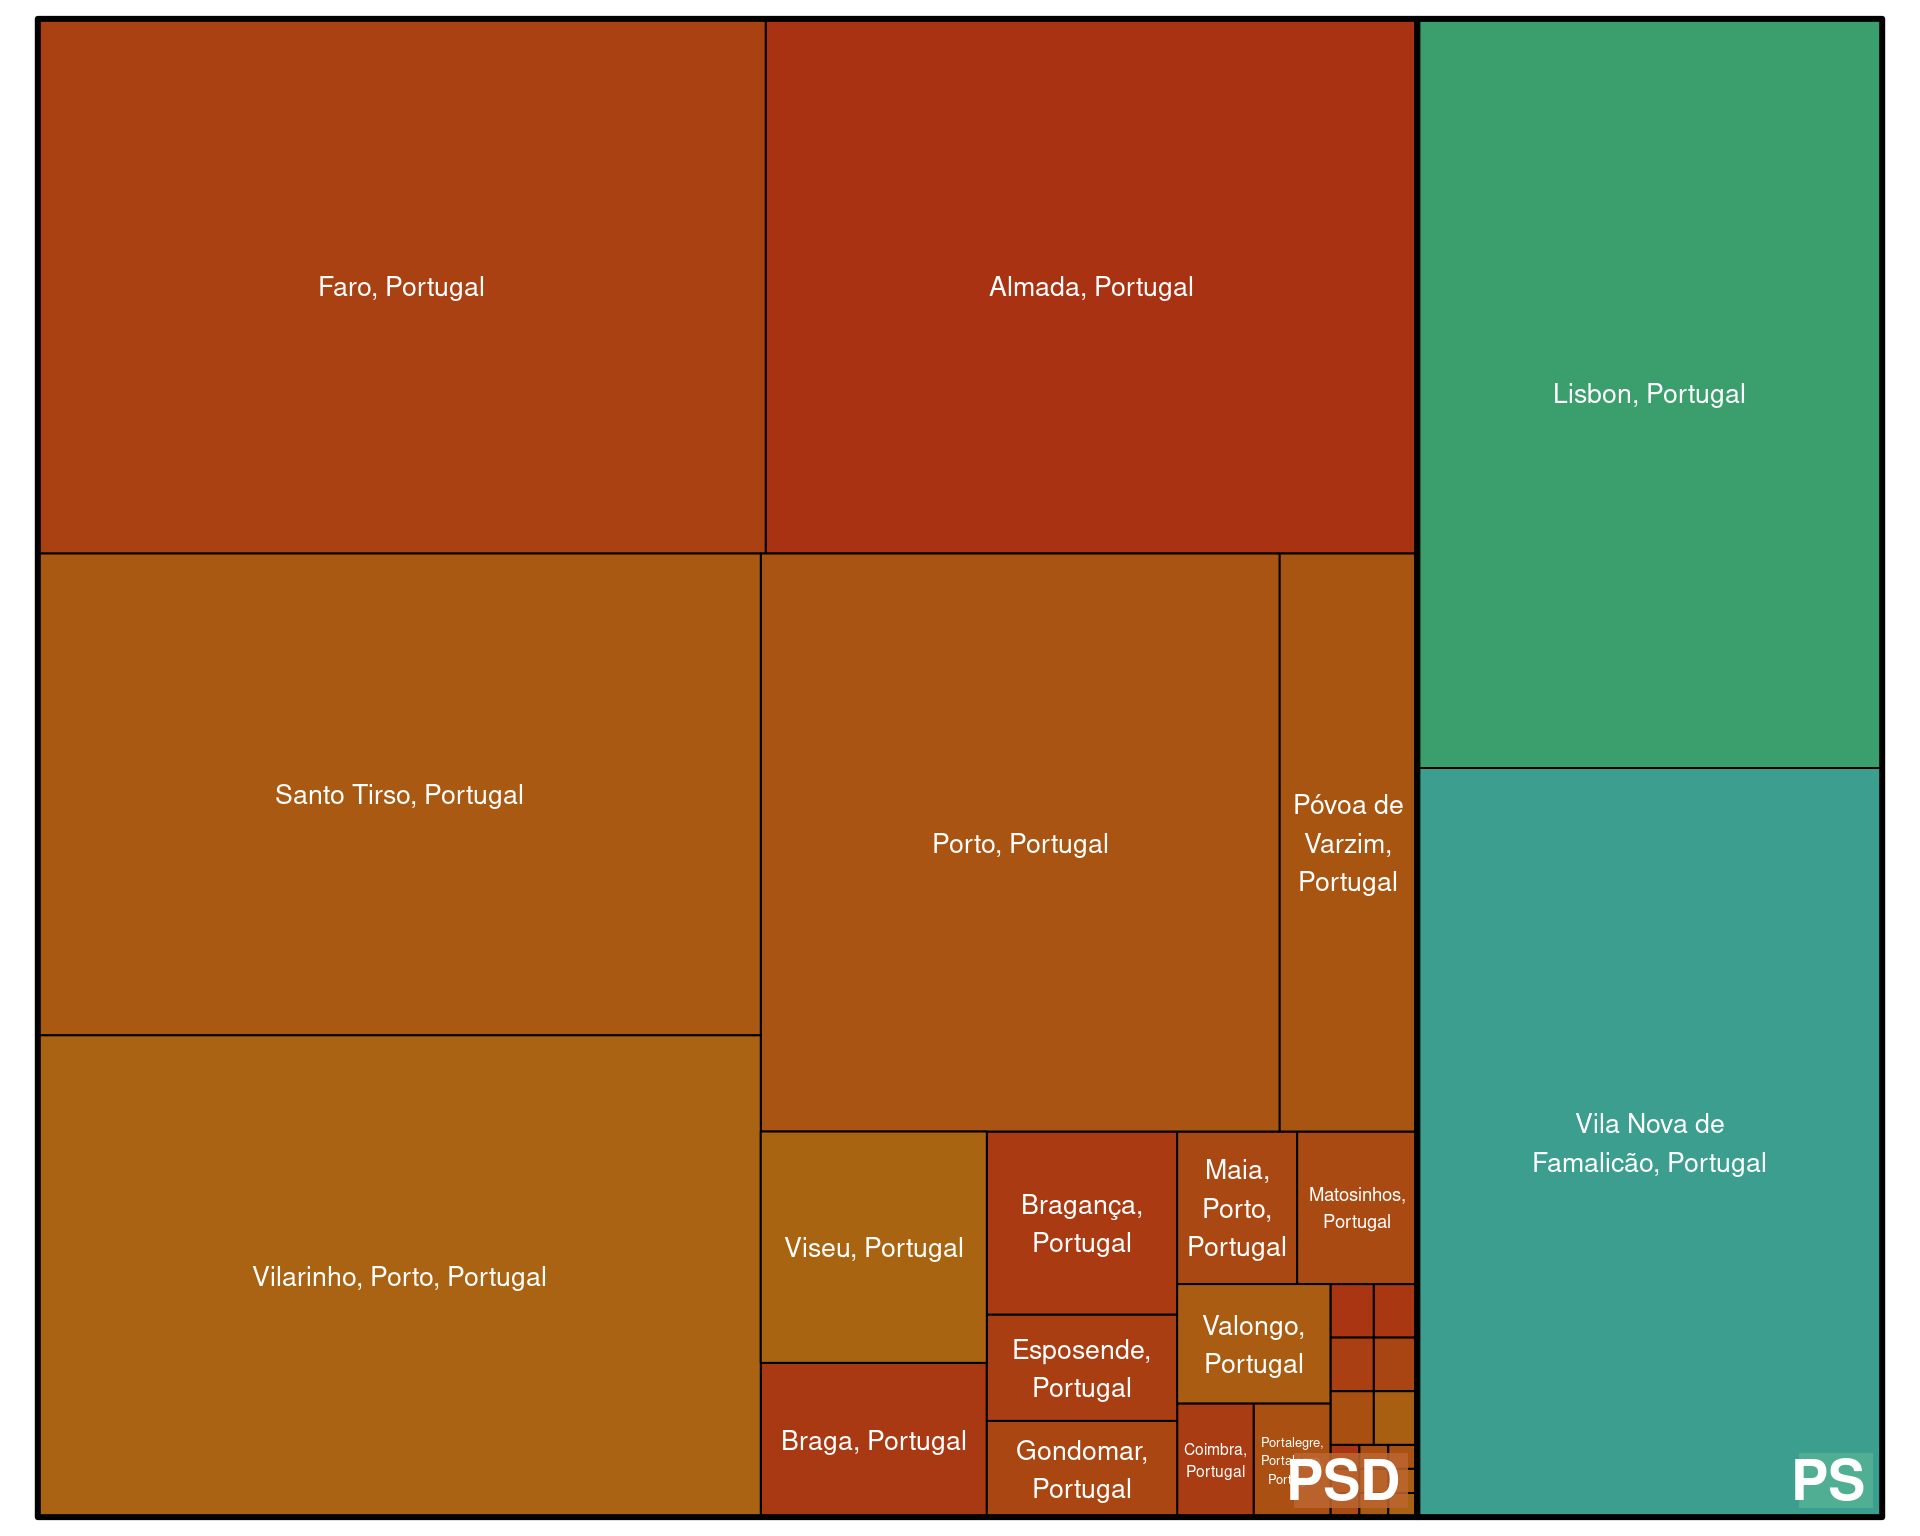 Faro, Portugal
Almada, Portugal
Lisbon, Portugal
Santo Tirso, Portugal
Porto, Portugal
Póvoa de
Varzim,
Portugal
Vila Nova de
Famalicão, Portugal
Vilarinho, Porto, Portugal
Viseu, Portugal
Bragança,
Portugal
Maia,
Porto,
Portugal
Matosinhos,
Portugal
Esposende,
Portugal
Valongo,
Portugal
Braga, Portugal
Gondomar,
Portugal
Coimbra,
Portugal
Portalegre,
PSD
PS